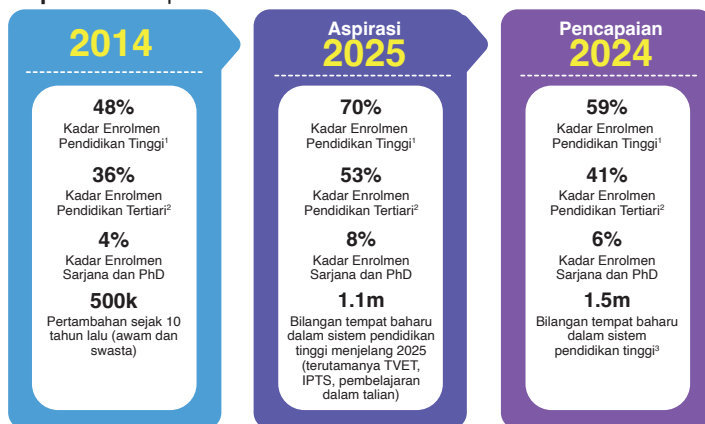 2014
48%
Kadar Enrolmen
Pendidikan Tinggi¹
36%
Kadar Enrolmen
Pendidikan Tertiari²
4%
Kadar Enrolmen
Sarjana dan PhD
500k
Pertambahan sejak 10
tahun lalu (awam dan
swasta)
Aspirasi
2025
70%
Kadar Enrolmen
Pendidikan Tinggi¹
53%
Kadar Enrolmen
Pendidikan Tertiari²
8%
Kadar Enrolmen
Sarjana dan PhD
1.1m
Bilangan tempat baharu
dalam sistem pendidikan
tinggi menjelang 2025
(terutamanya TVET,
IPTS, pembelajaran
dalam talian)
Pencapaian
2024
59%
Kadar Enrolmen
Pendidikan Tinggi¹
41%
Kadar Enrolmen
Pendidikan Tertiari²
6%
Kadar Enrolmen
Sarjana dan PhD
1.5m
Bilangan tempat baharu
dalam sistem
pendidikan tinggi³